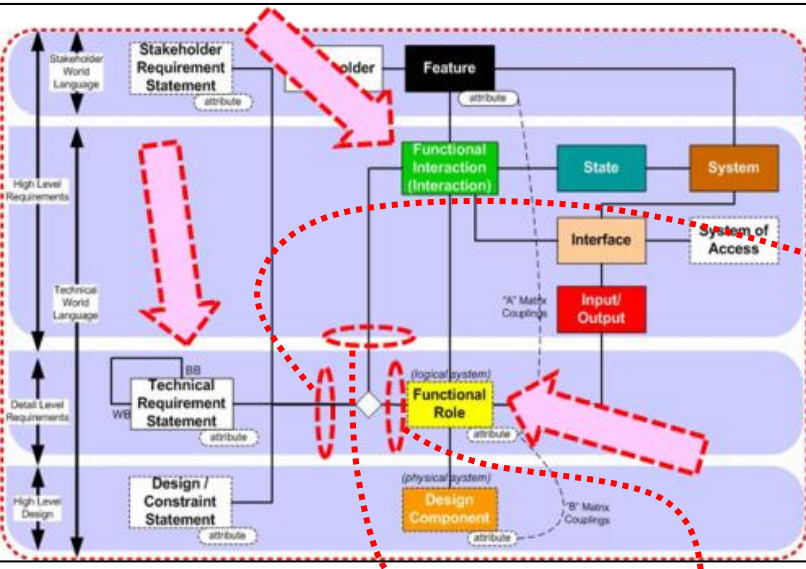 Stakeholder
World
Language
Stakeholder
Requirement
Statement
attribute
older
Feature
attribute
High Level
Requirements
Technical
World
Language
Functional
Interaction
(Interaction)
State
System
Interface
System of
Access
"A" Matrix
Couplings
Input/
Output
Detail Level
Requirements
BB
WB
Technical
Requirement
Statement
attribute
(logical system)
Functional
Role
attribute
High Level
Design
Design /
Constraint
Statement
attribute
(physical system)
Design
Component
attribute
"B" Matrix
Couplings